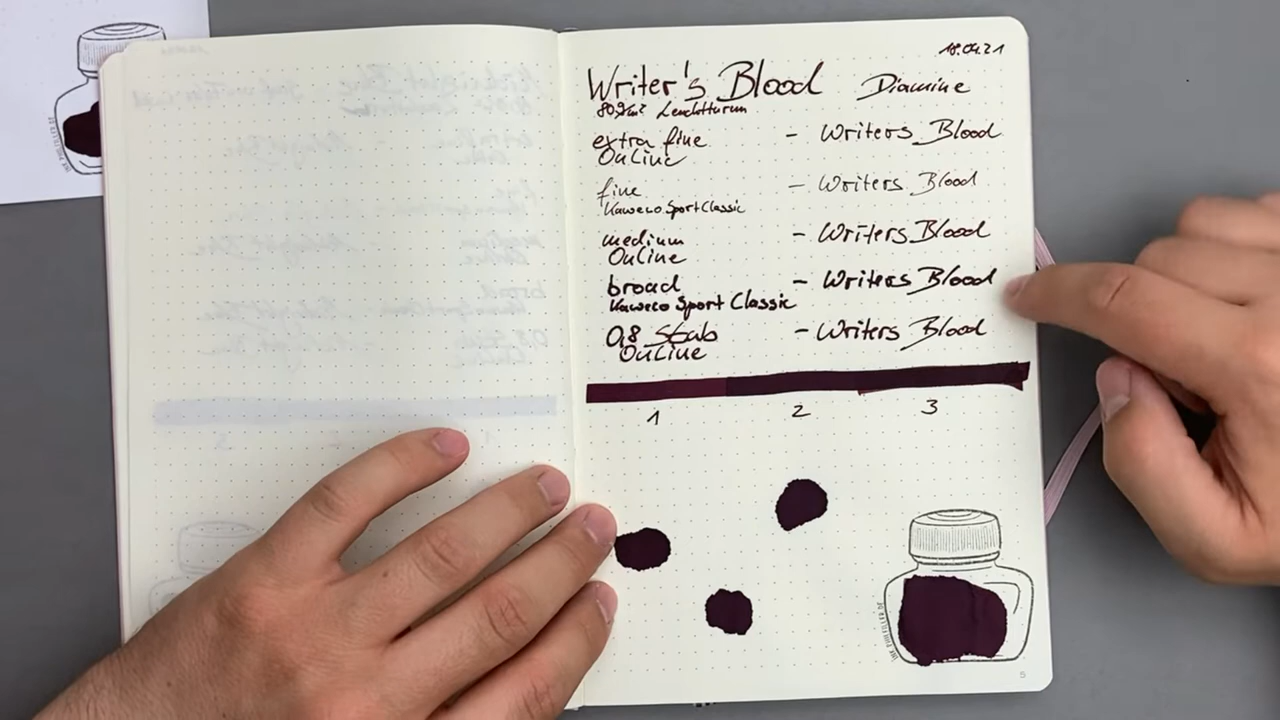 18.04.21
Writer's Blood Diamine
80g/m² Leuchtturm
extra fine - Writers Blood
OnLine
fine - Writers Blood
Kaweco Sport Classic
medium - Writers Blood
OnLine
broad - Writers Blood
Kaweco Sport Classic
0,8 Stub - Writers Blood
OnLine
1 2 3
5